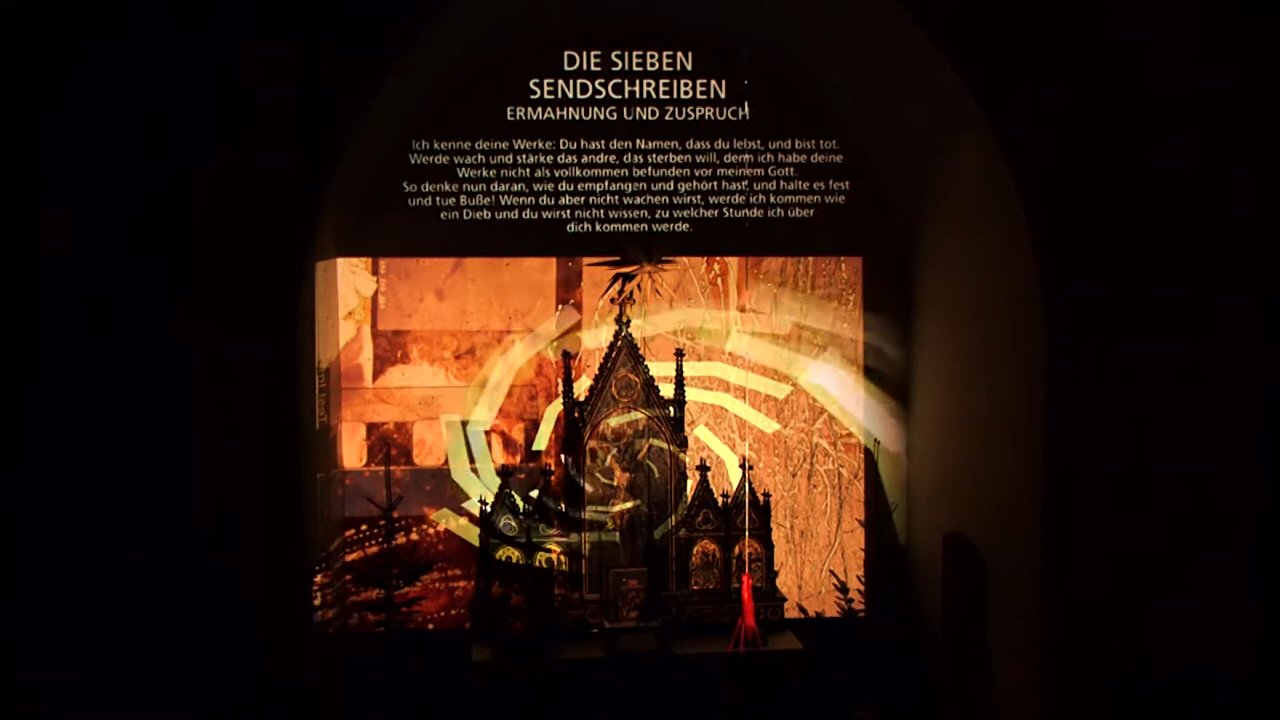 DIE SIEBEN
SENDSCHREIBEN
ERMAHNUNG UND ZUSPRUCH
Ich kenne deine Werke: Du hast den Namen, dass du lebst, und bist tot.
Werde wach und stärke das andre, das sterben will, denn ich habe deine
Werke nicht als vollkommen befunden vor meinem Gott.
So denke nun daran, wie du empfangen und gehört hast, und halte es fest
und tue Buße! Wenn du aber nicht wachen wirst, werde ich kommen wie
ein Dieb und du wirst nicht wissen, zu welcher Stunde ich über
dich kommen werde.